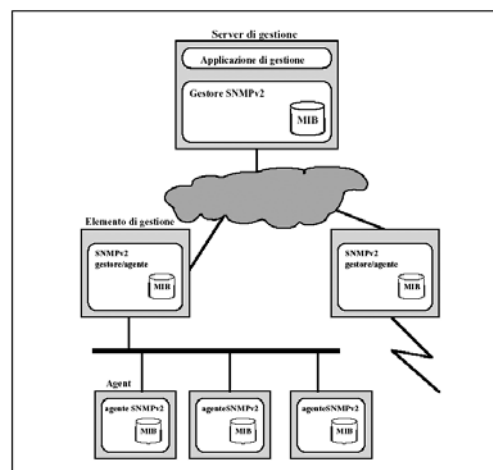 Server di gestione
Applicazione di gestione
Gestore SNMPv2
MIB
Elemento di gestione
SNMPv2
gestore/agente
MIB
SNMPv2
gestore/agente
MIB
Agent
agente SNMPv2
MIB
agenteSNMPv2
MIB
agenteSNMPv2
MIB